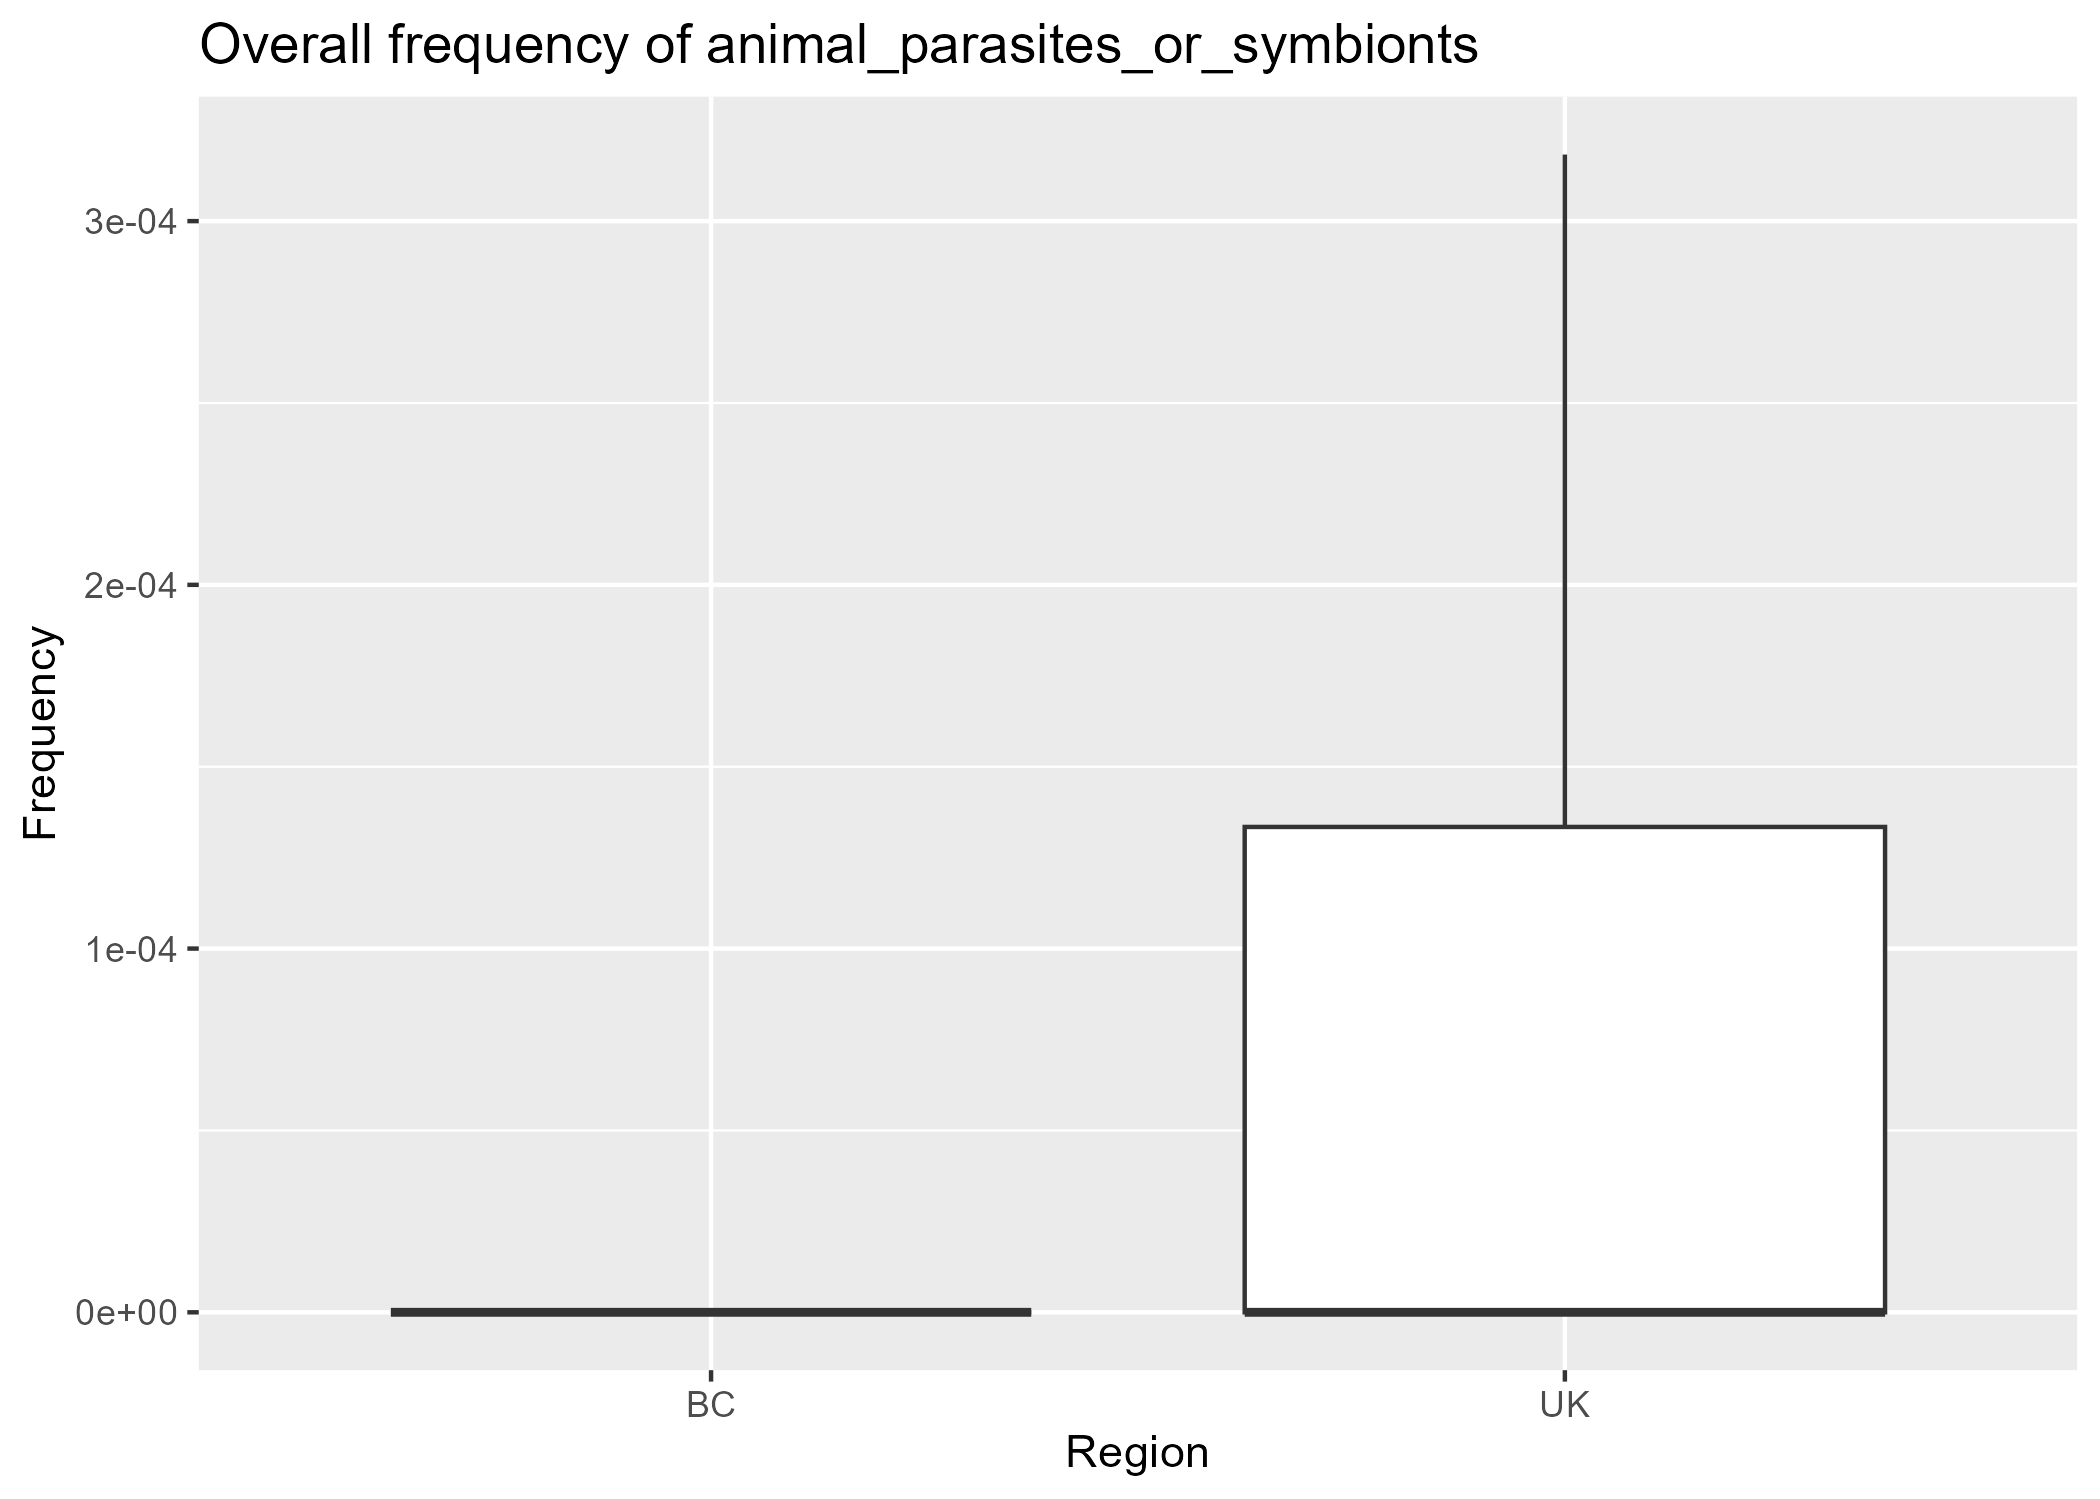 Overall frequency of animal_parasites_or_symbionts
Frequency
3e-04
2e-04
1e-04
0e+00
BC
UK
Region